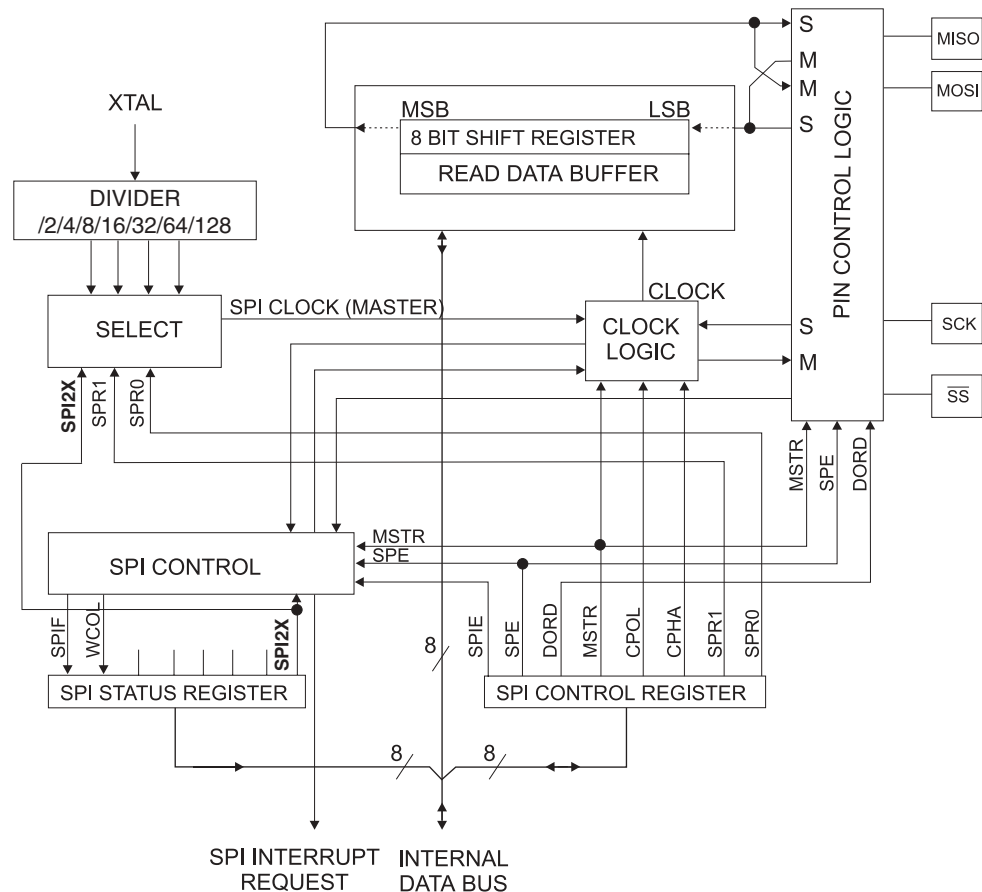 S
MISO
M
MOSI
M
S
XTAL
MSB
LSB
8 BIT SHIFT REGISTER
READ DATA BUFFER
DIVIDER
/2/4/8/16/32/64/128
PIN CONTROL LOGIC
SPI CLOCK (MASTER)
CLOCK
SELECT
CLOCK
LOGIC
S
M
SCK
SS
SPI2X
SPR1
SPR0
MSTR
SPE
DORD
SPI CONTROL
MSTR
SPE
SPIF
WCOL
SPI2X
SPIE
SPE
DORD
MSTR
CPOL
CPHA
SPR1
SPR0
8
SPI STATUS REGISTER
SPI CONTROL REGISTER
8
8
SPI INTERRUPT
REQUEST
INTERNAL
DATA BUS